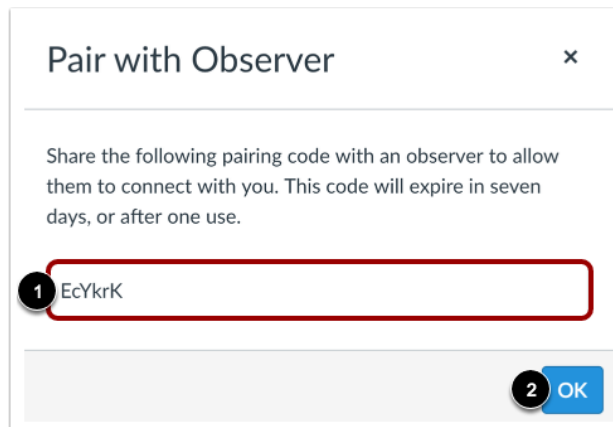 Pair with Observer ×
Share the following pairing code with an observer to allow
them to connect with you. This code will expire in seven
days, or after one use.
1 EcYkrK
2 OK